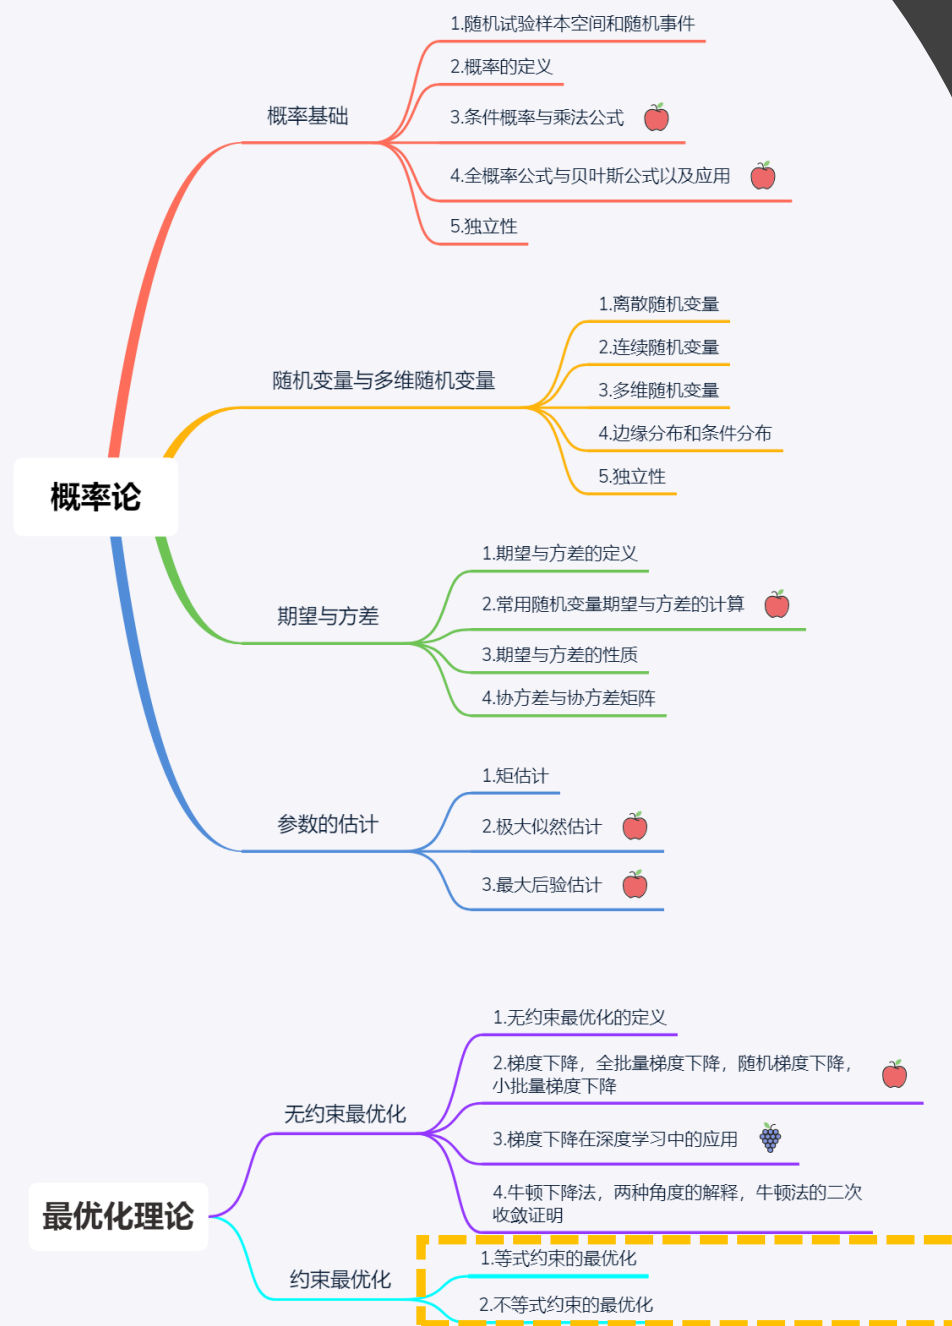 概率论
概率基础
1.随机试验样本空间和随机事件
2.概率的定义
3.条件概率与乘法公式
4.全概率公式与贝叶斯公式以及应用
5.独立性
随机变量与多维随机变量
1.离散随机变量
2.连续随机变量
3.多维随机变量
4.边缘分布和条件分布
5.独立性
期望与方差
1.期望与方差的定义
2.常用随机变量期望与方差的计算
3.期望与方差的性质
4.协方差与协方差矩阵
参数的估计
1.矩估计
2.极大似然估计
3.最大后验估计
最优化理论
无约束最优化
1.无约束最优化的定义
2.梯度下降，全批量梯度下降，随机梯度下降，
小批量梯度下降
3.梯度下降在深度学习中的应用
4.牛顿下降法，两种角度的解释，牛顿法的二次
收敛证明
约束最优化
1.等式约束的最优化
2.不等式约束的最优化